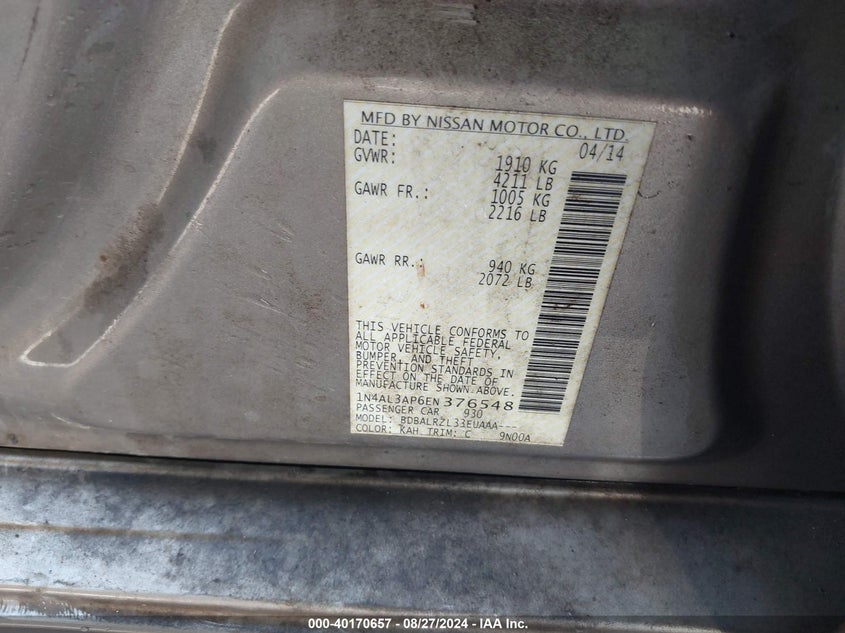 MFD BY NISSAN MOTOR CO., LTD.
DATE: 04/14
GVWR: 1910 KG
4211 LB
GAWR FR.: 1005 KG
2216 LB
GAWR RR.: 940 KG
2072 LB
THIS VEHICLE CONFORMS TO
ALL APPLICABLE FEDERAL
MOTOR VEHICLE SAFETY,
BUMPER, AND THEFT
PREVENTION STANDARDS IN
EFFECT ON THE DATE OF
MANUFACTURE SHOWN ABOVE.
1N4AL3AP6EN376548
PASSENGER CAR 930
MODEL: BDBALRZL33EUAAA---
COLOR: KAH TRIM: C 9N00A
000-40170657 - 08/27/2024 - IAA Inc.